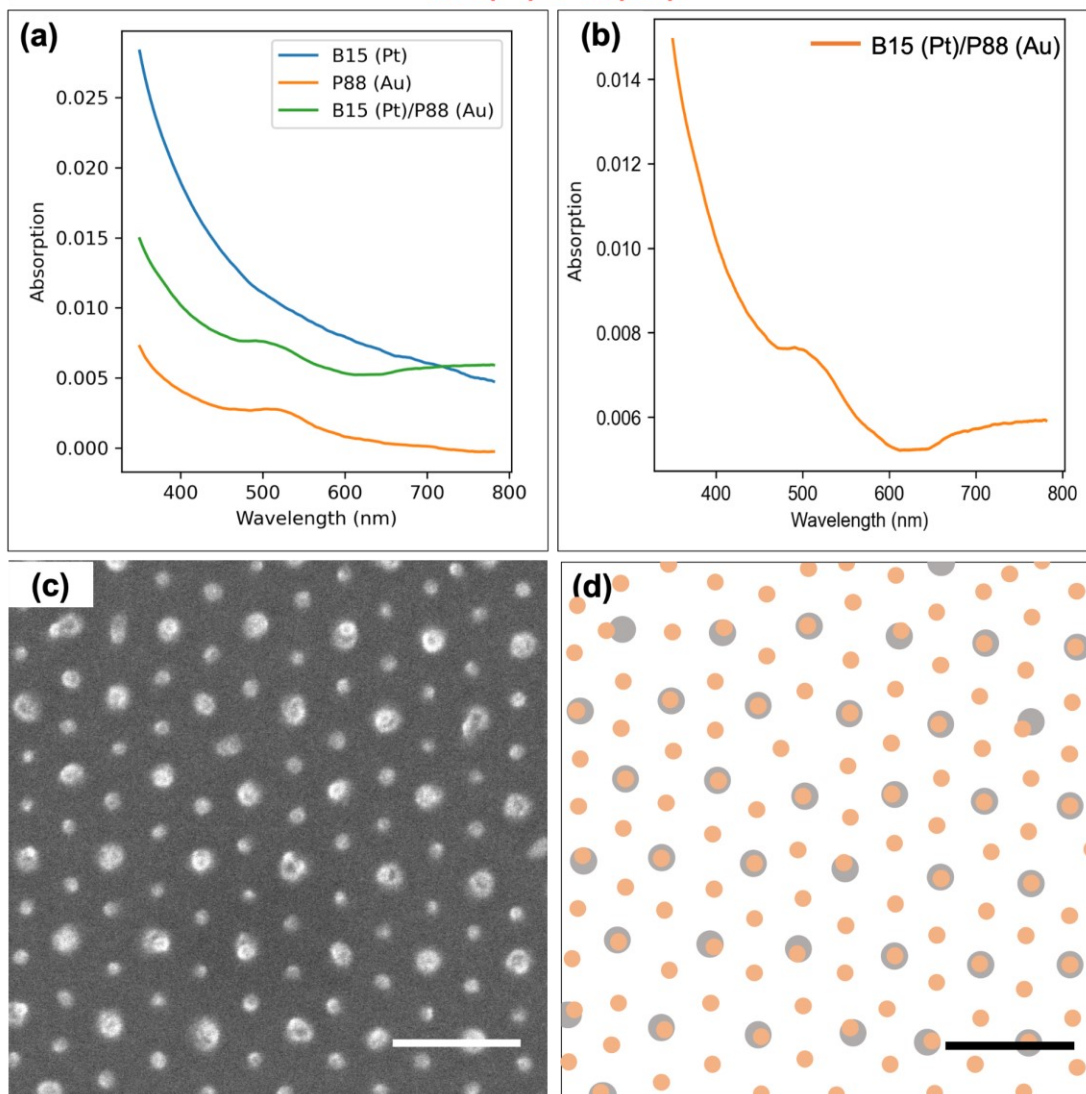 (a)
B15 (Pt)
P88 (Au)
B15 (Pt)/P88 (Au)
0.025
0.020
0.015
0.010
0.005
0.000
Absorption
400 500 600 700 800
Wavelength (nm)
(b)
B15 (Pt)/P88 (Au)
0.014
0.012
0.010
0.008
0.006
Absorption
400 500 600 700 800
Wavelength (nm)
(c)
(d)